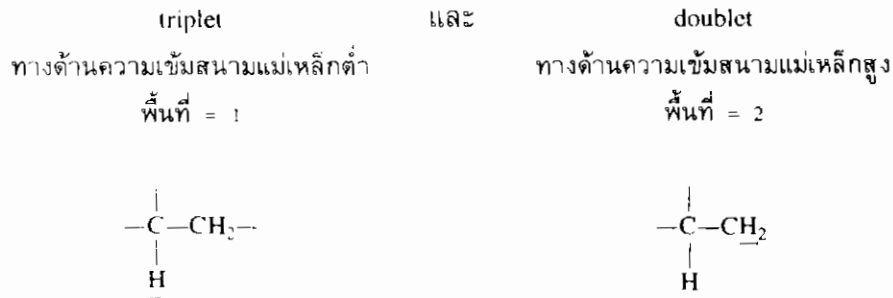 triplet และ doublet
ทางด้านความเข้มสนามแม่เหล็กต่ำ ทางด้านความเข้มสนามแม่เหล็กสูง
พื้นที่ = 1 พื้นที่ = 2
—C—CH₂— —C—CH₂
H H